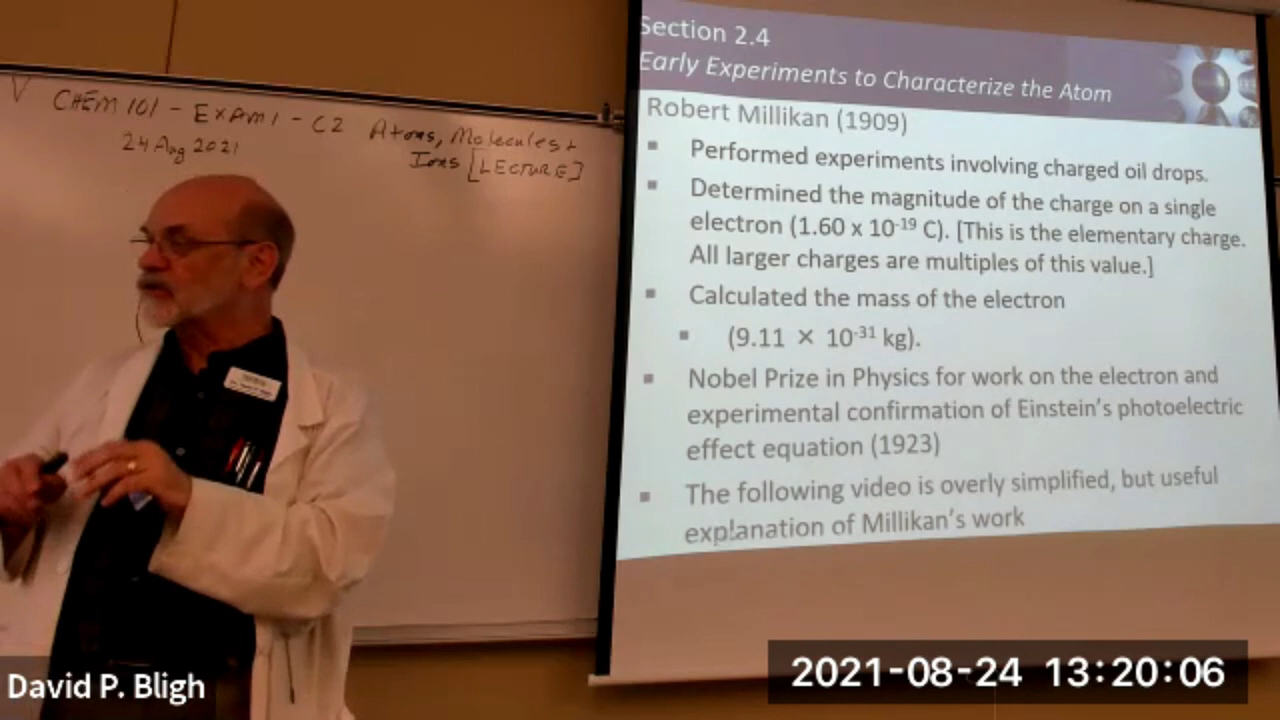 CHEM 101 - EXAM 1 - C2 Atoms, Molecules +
Ions [LECTURE]
24 Aug 2021
Section 2.4
Early Experiments to Characterize the Atom
Robert Millikan (1909)
▪ Performed experiments involving charged oil drops.
▪ Determined the magnitude of the charge on a single
electron (1.60 x 10⁻¹⁹ C). [This is the elementary charge.
All larger charges are multiples of this value.]
▪ Calculated the mass of the electron
▪ (9.11 × 10⁻³¹ kg).
▪ Nobel Prize in Physics for work on the electron and
experimental confirmation of Einstein's photoelectric
effect equation (1923)
▪ The following video is overly simplified, but useful
explanation of Millikan's work
David P. Bligh
2021-08-24 13:20:06